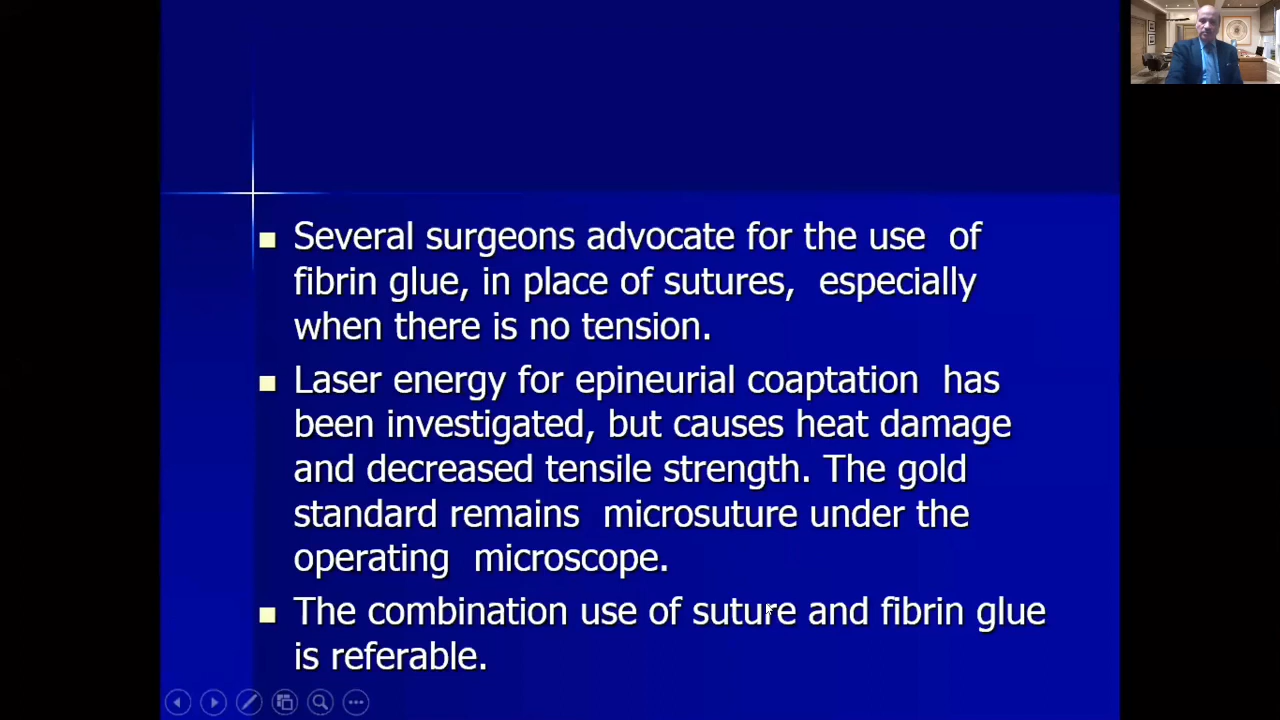 Several surgeons advocate for the use of
fibrin glue, in place of sutures, especially
when there is no tension.
Laser energy for epineurial coaptation has
been investigated, but causes heat damage
and decreased tensile strength. The gold
standard remains microsuture under the
operating microscope.
The combination use of suture and fibrin glue
is referable.